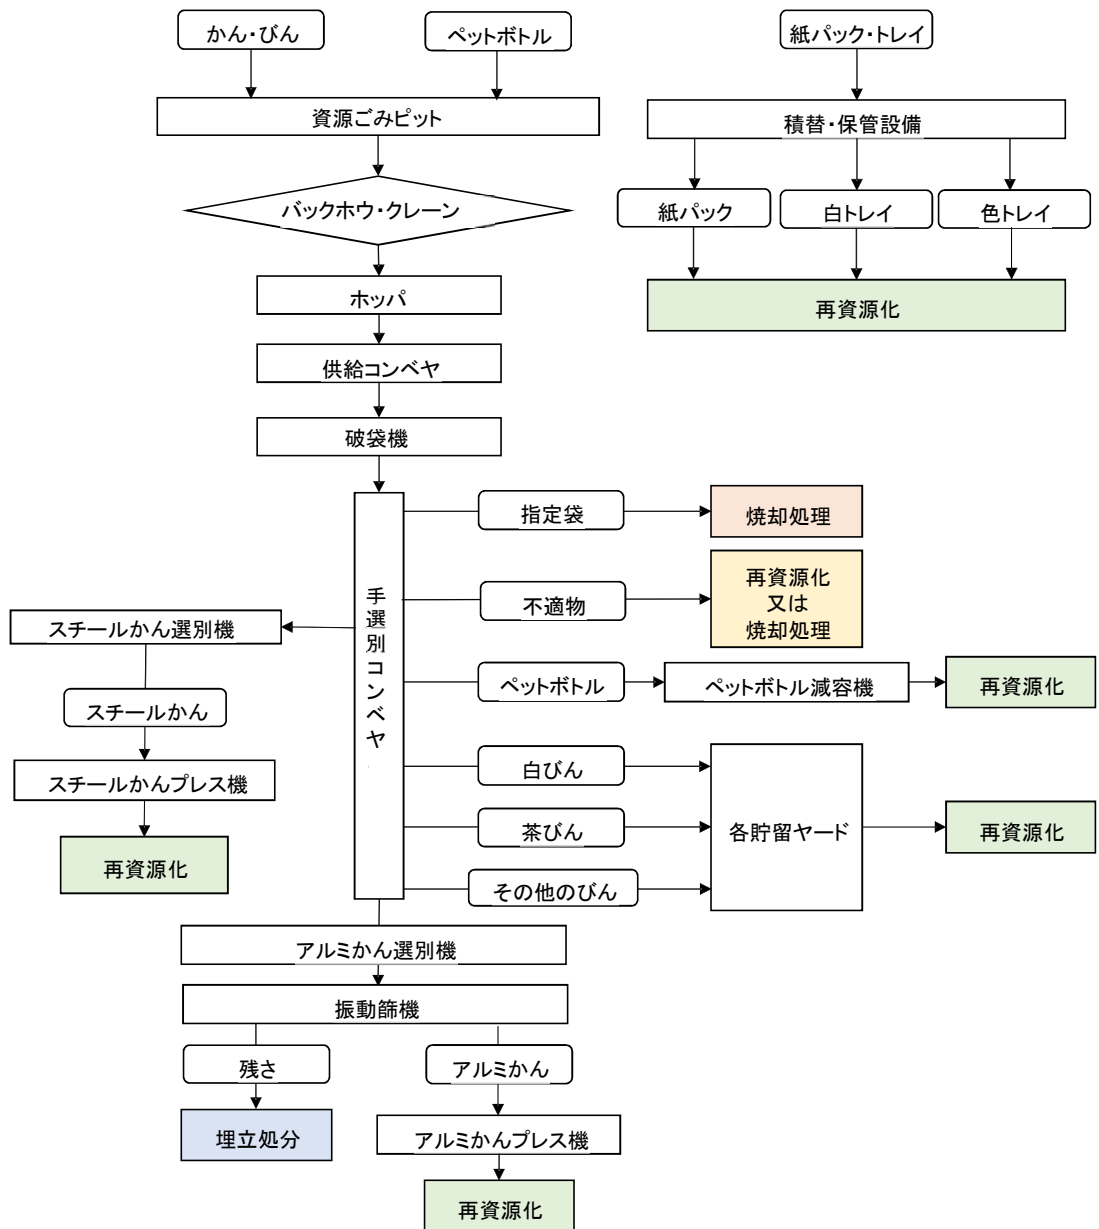 かん・びん
ペットボトル
資源ごみピット
バックホウ・クレーン
ホッパ
供給コンベヤ
破袋機
手選別コンベヤ
指定袋
焼却処理
不適物
再資源化
又は
焼却処理
ペットボトル
ペットボトル減容機
再資源化
白びん
茶びん
その他のびん
各貯留ヤード
再資源化
スチールかん選別機
スチールかん
スチールかんプレス機
再資源化
アルミかん選別機
振動篩機
残さ
埋立処分
アルミかん
アルミかんプレス機
再資源化
紙パック・トレイ
積替・保管設備
紙パック
白トレイ
色トレイ
再資源化